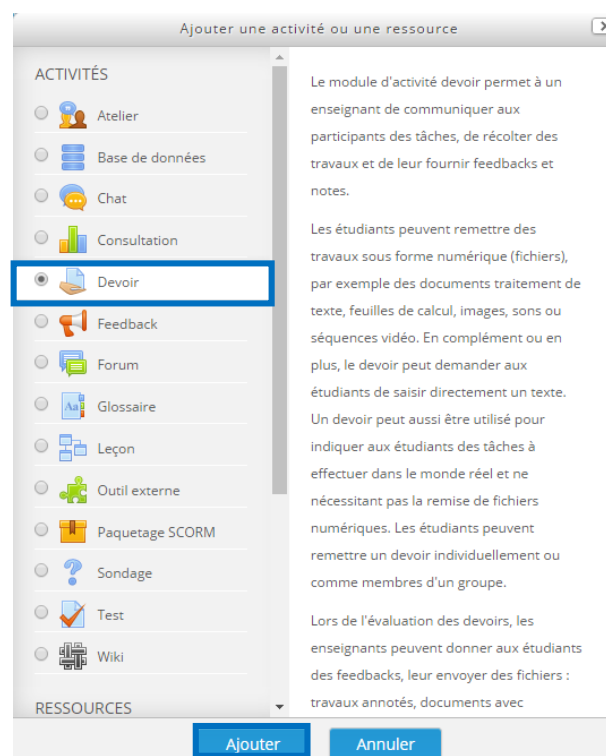 Ajouter une activité ou une ressource
ACTIVITÉS
Atelier
Base de données
Chat
Consultation
Devoir
Feedback
Forum
Glossaire
Leçon
Outil externe
Paquetage SCORM
Sondage
Test
Wiki
RESSOURCES
Le module d'activité devoir permet à un
enseignant de communiquer aux
participants des tâches, de récolter des
travaux et de leur fournir feedbacks et
notes.
Les étudiants peuvent remettre des
travaux sous forme numérique (fichiers),
par exemple des documents traitement de
texte, feuilles de calcul, images, sons ou
séquences vidéo. En complément ou en
plus, le devoir peut demander aux
étudiants de saisir directement un texte.
Un devoir peut aussi être utilisé pour
indiquer aux étudiants des tâches à
effectuer dans le monde réel et ne
nécessitant pas la remise de fichiers
numériques. Les étudiants peuvent
remettre un devoir individuellement ou
comme membres d'un groupe.
Lors de l'évaluation des devoirs, les
enseignants peuvent donner aux étudiants
des feedbacks, leur envoyer des fichiers :
travaux annotés, documents avec
Ajouter
Annuler